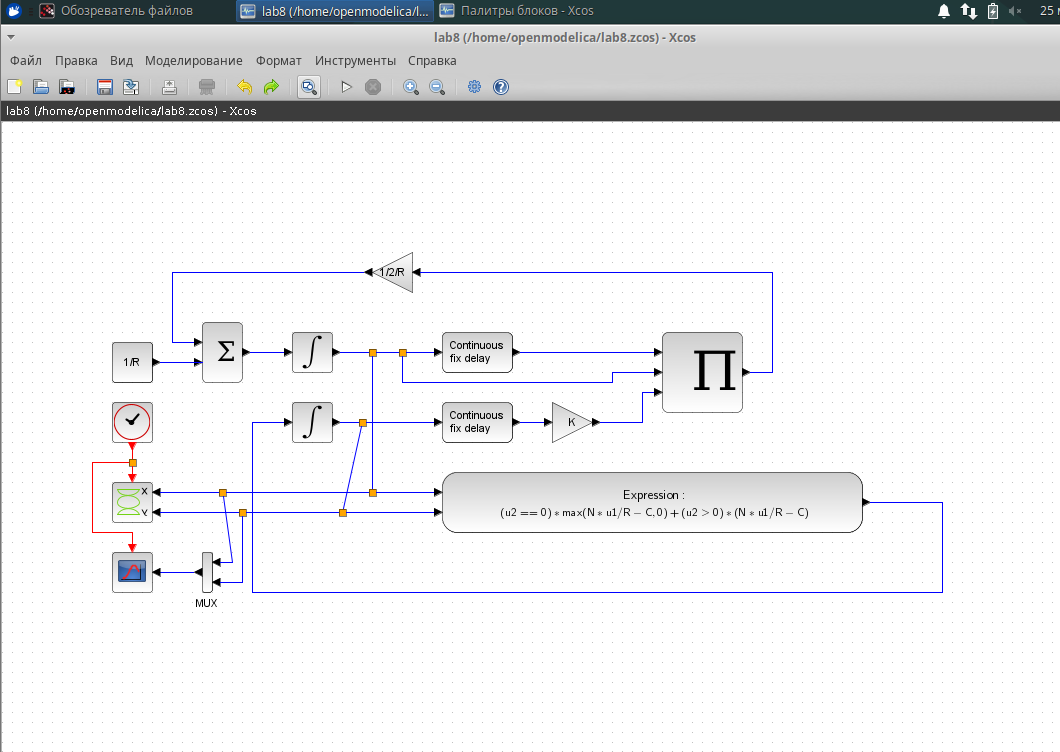 Обозреватель файлов
lab8 (/home/openmodelica/l...
Палитры блоков - Xcos
25
lab8 (/home/openmodelica/lab8.zcos) - Xcos
Файл Правка Вид Моделирование Формат Инструменты Справка
lab8 (/home/openmodelica/lab8.zcos) - Xcos
1/2/R
1/R
Σ
∫
Continuous
fix delay
Π
∫
Continuous
fix delay
K
X
Y
Expression :
(u2 == 0) ∗ max(N ∗ u1/R − C, 0) + (u2 > 0) ∗ (N ∗ u1/R − C)
MUX